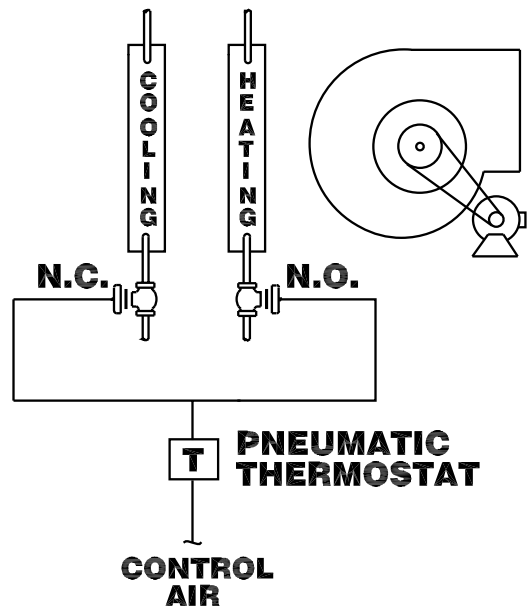 COOLING
HEATING
N.C.
N.O.
T
PNEUMATIC
THERMOSTAT
CONTROL
AIR